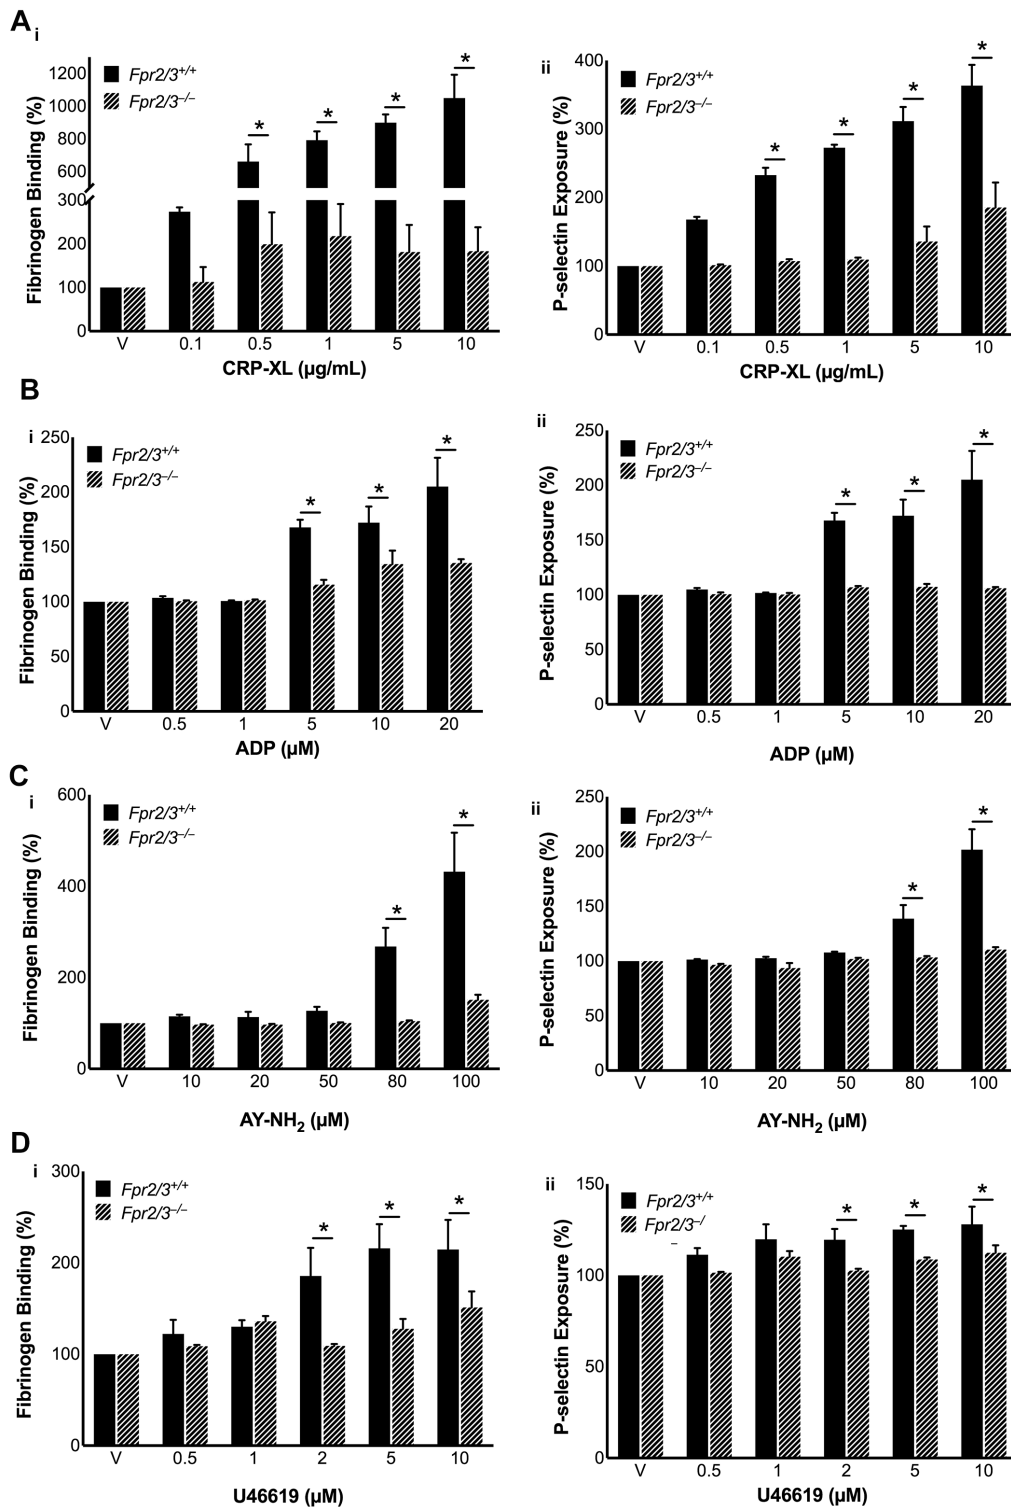 A
i
Fibrinogen Binding (%)
1200
1000
800
600
300
200
100
0
Fpr2/3+/+
Fpr2/3–/–
*
*
*
*
V 0.1 0.5 1 5 10
CRP-XL (µg/mL)
ii
P-selectin Exposure (%)
400
300
200
100
0
Fpr2/3+/+
Fpr2/3–/–
*
*
*
*
V 0.1 0.5 1 5 10
CRP-XL (µg/mL)
B
i
Fibrinogen Binding (%)
250
200
150
100
50
0
Fpr2/3+/+
Fpr2/3–/–
*
*
*
V 0.5 1 5 10 20
ADP (µM)
ii
P-selectin Exposure (%)
250
200
150
100
50
0
Fpr2/3+/+
Fpr2/3–/–
*
*
*
V 0.5 1 5 10 20
ADP (µM)
C
i
Fibrinogen Binding (%)
600
400
200
0
Fpr2/3+/+
Fpr2/3–/–
*
*
V 10 20 50 80 100
AY-NH2 (µM)
ii
P-selectin Exposure (%)
250
200
150
100
50
0
Fpr2/3+/+
Fpr2/3–/–
*
*
V 10 20 50 80 100
AY-NH2 (µM)
D
i
Fibrinogen Binding (%)
300
200
100
0
Fpr2/3+/+
Fpr2/3–/–
*
*
*
V 0.5 1 2 5 10
U46619 (µM)
ii
P-selectin Exposure (%)
150
100
50
0
Fpr2/3+/+
Fpr2/3–/
–
*
*
*
V 0.5 1 2 5 10
U46619 (µM)